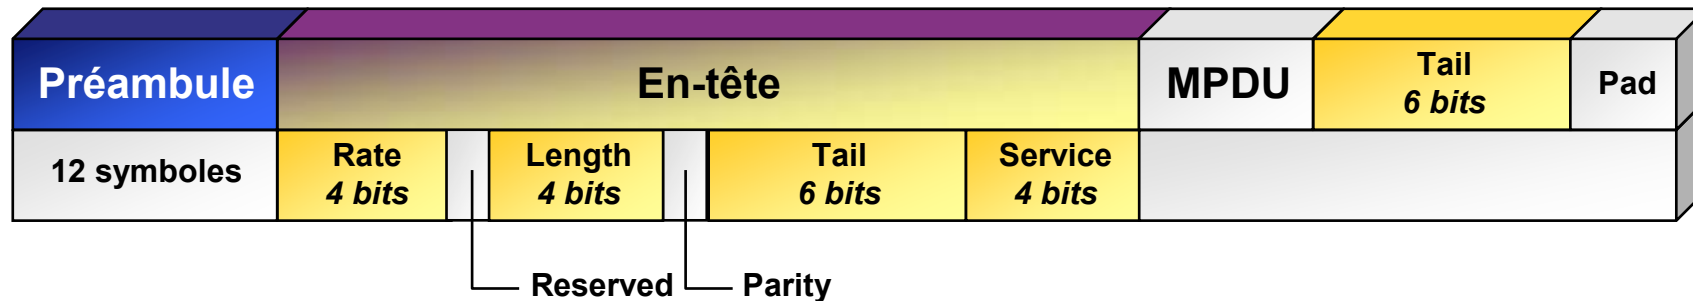 Préambule
En-tête
MPDU
Tail
6 bits
Pad
12 symboles
Rate
4 bits
Length
4 bits
Tail
6 bits
Service
4 bits
Reserved
Parity